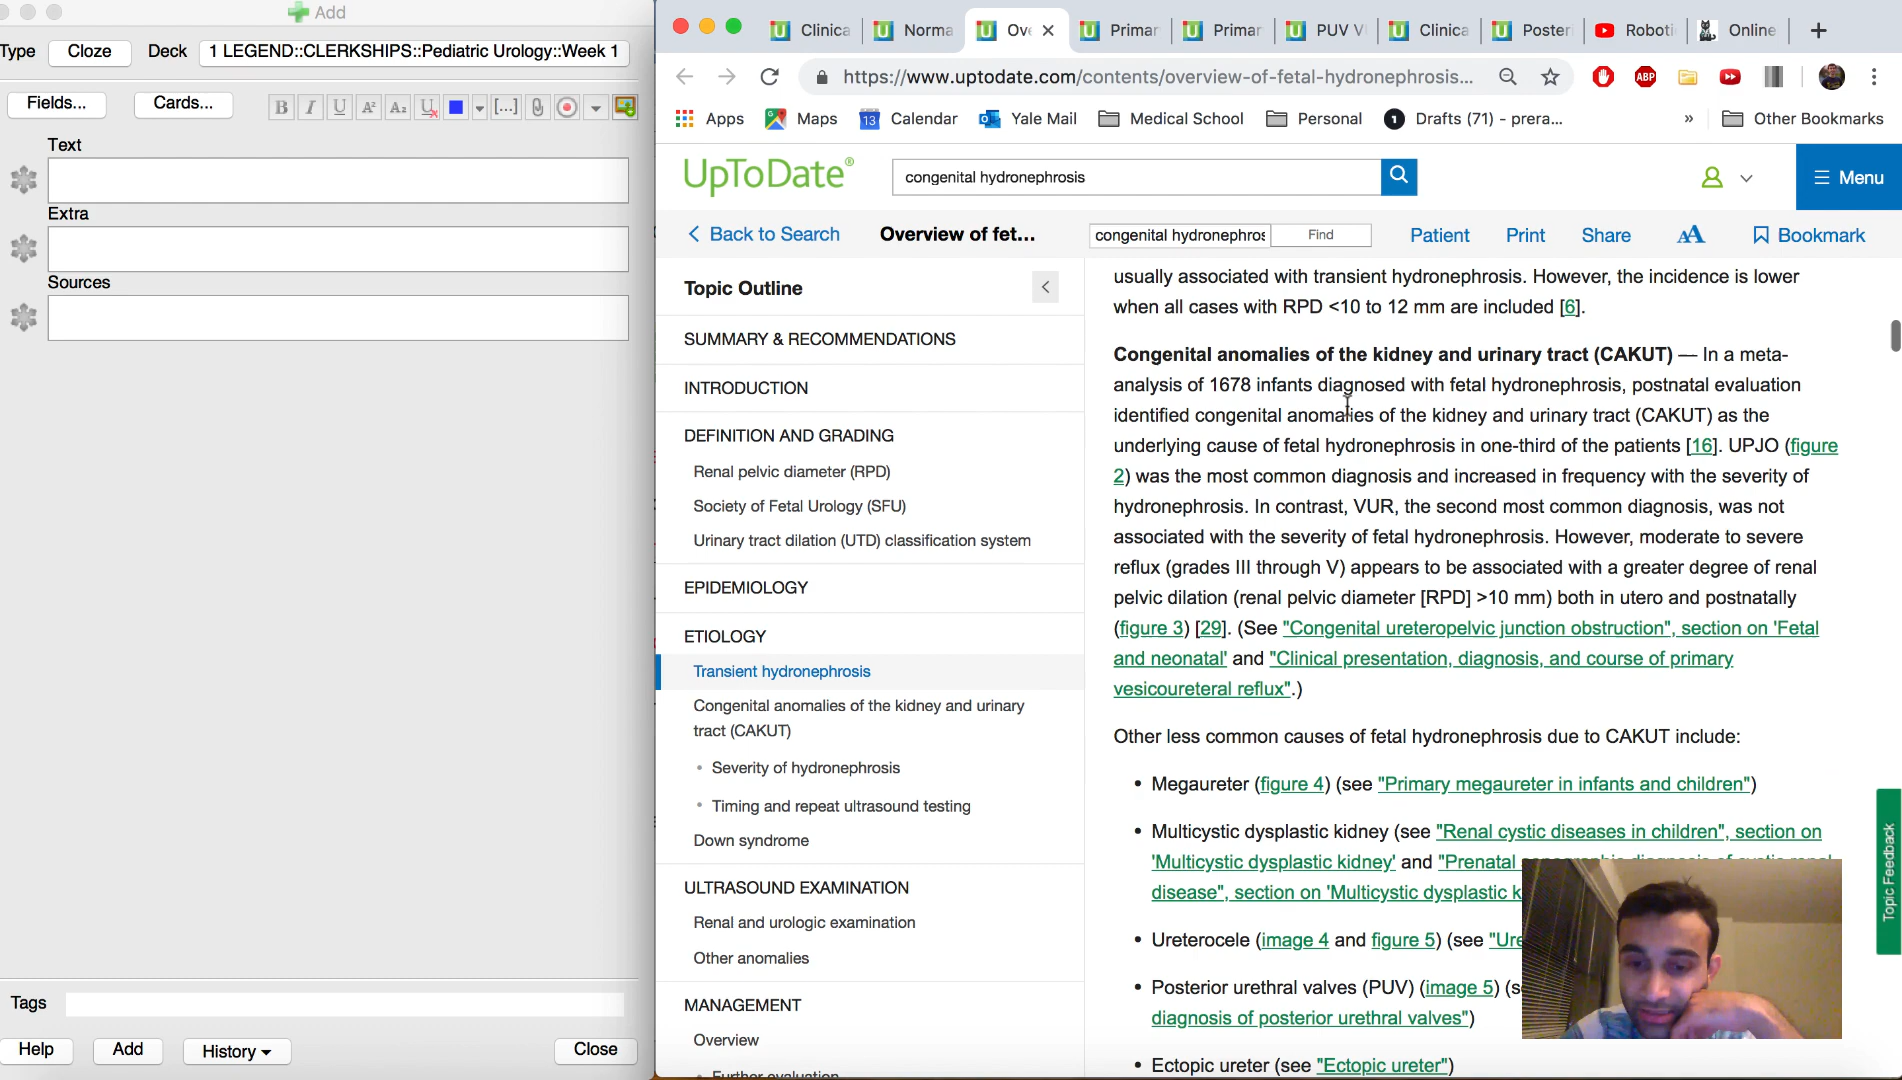 Add
Type Cloze Deck 1 LEGEND::CLERKSHIPS::Pediatric Urology::Week 1
Fields... Cards... B I U A² A₂ U [...]
Text
Extra
Sources
Tags
Help Add History ▾ Close
Clinica Norma Ov Primar Primar PUV V Clinica Poster Roboti Online
https://www.uptodate.com/contents/overview-of-fetal-hydronephrosis...
ABP
Apps Maps 13 Calendar Yale Mail Medical School Personal 1 Drafts (71) - prera... » Other Bookmarks
UpToDate®
congenital hydronephrosis
Menu
Back to Search Overview of fet... congenital hydronephros Find Patient Print Share AA Bookmark
Topic Outline
SUMMARY & RECOMMENDATIONS
INTRODUCTION
DEFINITION AND GRADING
Renal pelvic diameter (RPD)
Society of Fetal Urology (SFU)
Urinary tract dilation (UTD) classification system
EPIDEMIOLOGY
ETIOLOGY
Transient hydronephrosis
Congenital anomalies of the kidney and urinary
tract (CAKUT)
• Severity of hydronephrosis
• Timing and repeat ultrasound testing
Down syndrome
ULTRASOUND EXAMINATION
Renal and urologic examination
Other anomalies
MANAGEMENT
Overview
Further evaluation
usually associated with transient hydronephrosis. However, the incidence is lower
when all cases with RPD <10 to 12 mm are included [6].
Congenital anomalies of the kidney and urinary tract (CAKUT) — In a meta-
analysis of 1678 infants diagnosed with fetal hydronephrosis, postnatal evaluation
identified congenital anomalies of the kidney and urinary tract (CAKUT) as the
underlying cause of fetal hydronephrosis in one-third of the patients [16]. UPJO (figure
2) was the most common diagnosis and increased in frequency with the severity of
hydronephrosis. In contrast, VUR, the second most common diagnosis, was not
associated with the severity of fetal hydronephrosis. However, moderate to severe
reflux (grades III through V) appears to be associated with a greater degree of renal
pelvic dilation (renal pelvic diameter [RPD] >10 mm) both in utero and postnatally
(figure 3) [29]. (See "Congenital ureteropelvic junction obstruction", section on 'Fetal
and neonatal' and "Clinical presentation, diagnosis, and course of primary
vesicoureteral reflux".)
Other less common causes of fetal hydronephrosis due to CAKUT include:
• Megaureter (figure 4) (see "Primary megaureter in infants and children")
• Multicystic dysplastic kidney (see "Renal cystic diseases in children", section on
'Multicystic dysplastic kidney' and "Prenatal
disease", section on 'Multicystic dysplastic k
• Ureterocele (image 4 and figure 5) (see "Ure
• Posterior urethral valves (PUV) (image 5) (s
diagnosis of posterior urethral valves")
• Ectopic ureter (see "Ectopic ureter")
Topic Feedback